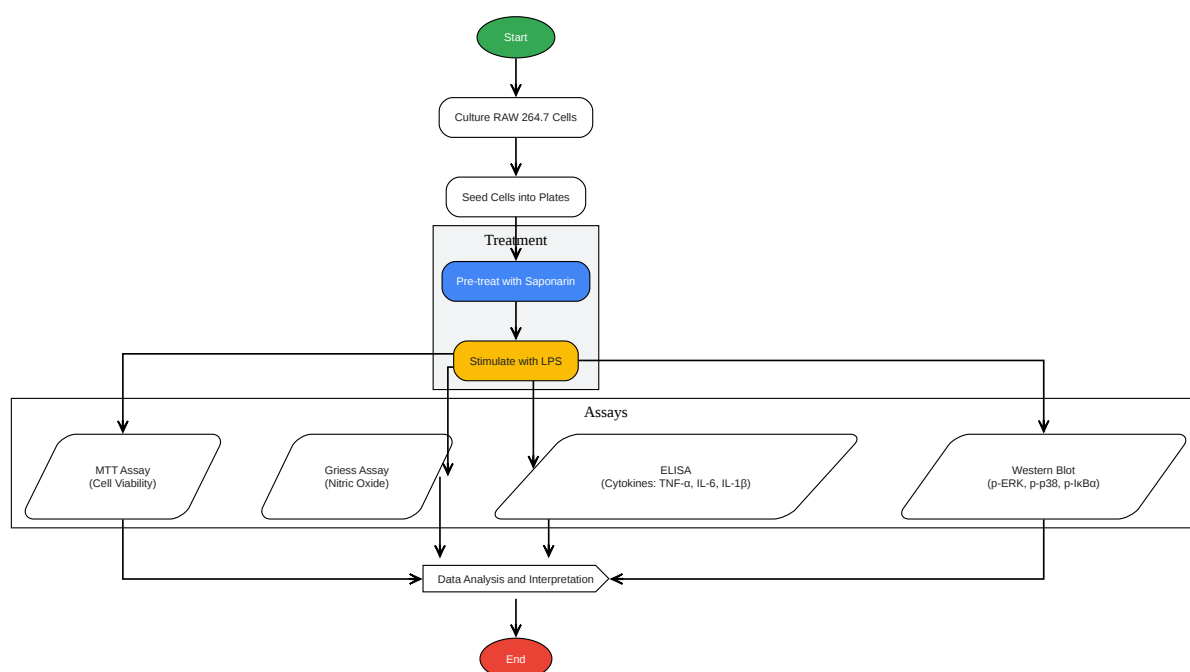 Start
Culture RAW 264.7 Cells
Seed Cells into Plates
Treatment
Pre-treat with Saponarin
Stimulate with LPS
Assays
MTT Assay
(Cell Viability)
Griess Assay
(Nitric Oxide)
ELISA
(Cytokines: TNF-α, IL-6, IL-1β)
Western Blot
(p-ERK, p-p38, p-IκBα)
Data Analysis and Interpretation
End